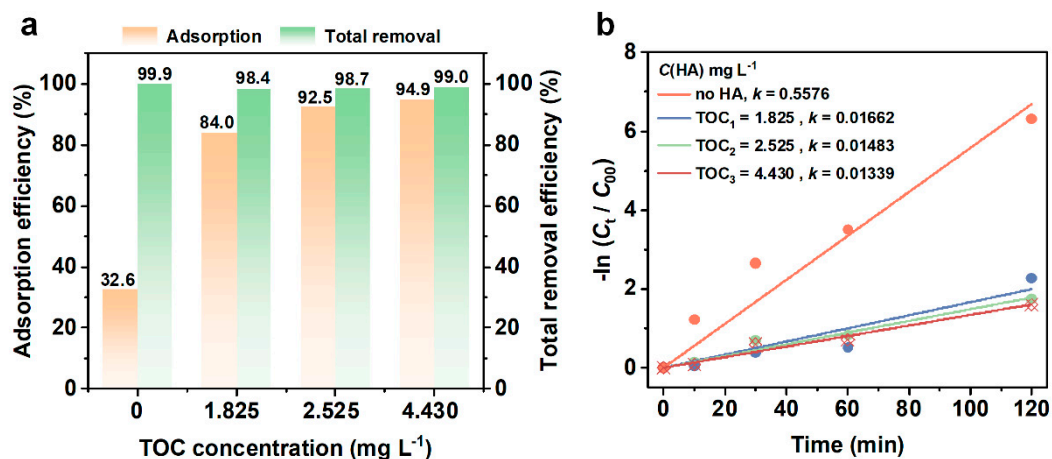 a
Adsorption Total removal
Adsorption efficiency (%)
100
80
60
40
20
0
32.6 99.9
84.0 98.4
92.5 98.7
94.9 99.0
0 1.825 2.525 4.430
TOC concentration (mg L⁻¹)
100
80
60
40
20
0
Total removal efficiency (%)
b
-ln (Cₜ / C₀₀)
-8
6
4
2
0
C(HA) mg L⁻¹
no HA, k = 0.5576
TOC₁ = 1.825 , k = 0.01662
TOC₂ = 2.525 , k = 0.01483
TOC₃ = 4.430 , k = 0.01339
0 20 40 60 80 100 120
Time (min)